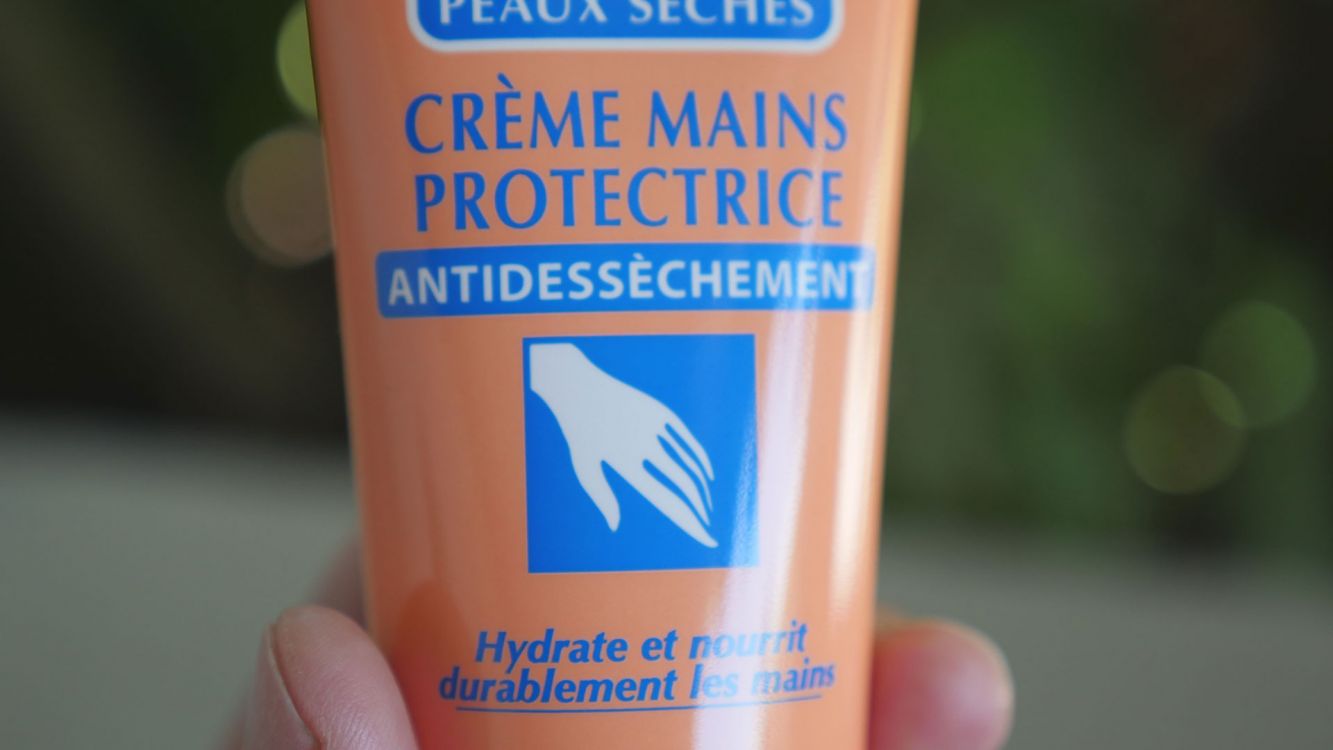 PEAUX SÈCHES
CRÈME MAINS
PROTECTRICE
ANTIDESSÈCHEMENT
Hydrate et nourrit
durablement les mains